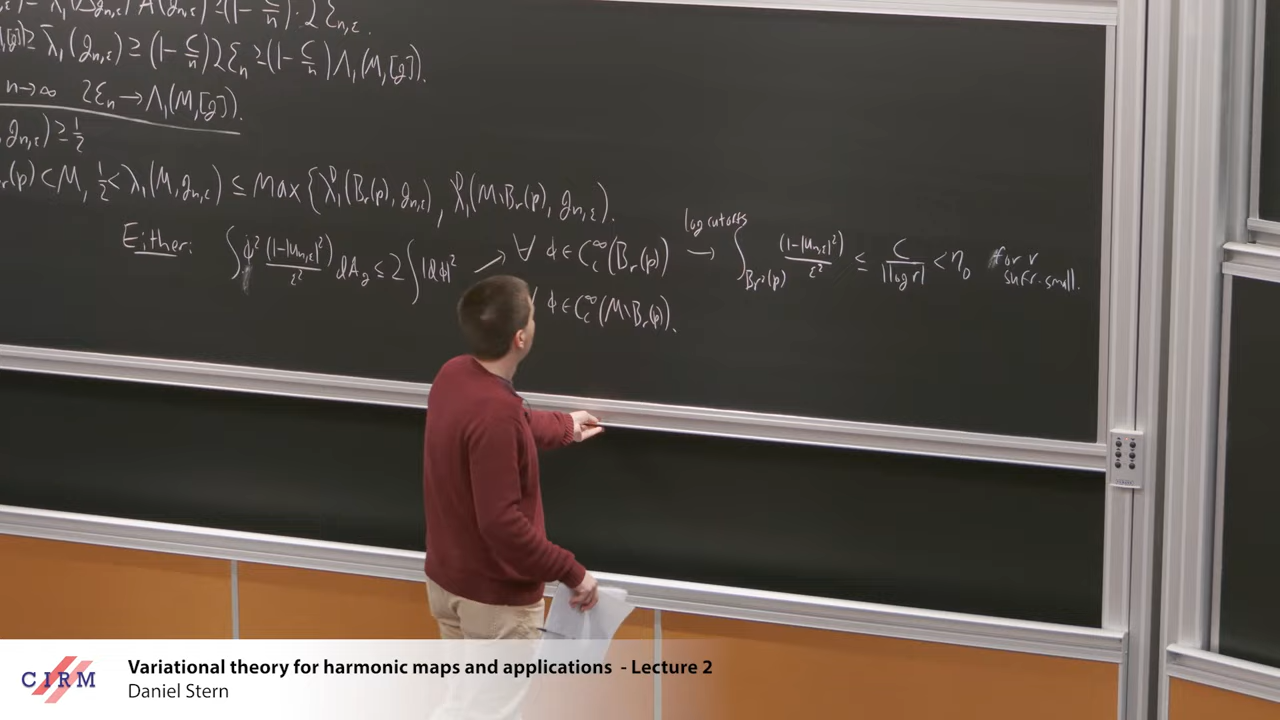 λ̄₁(g_{n,ε}) ≥ (1 - C/n) 2Ɛ_n ≥ (1 - C/n) Λ₁(M,[g]).
n→∞ 2Ɛ_n → Λ₁(M,[g]).
g_{n,ε}) ≥ 1/2
_r(p) ⊂ M, 1/2 < λ₁(M, g_{n,ε}) ≤ Max {λ₁^D(B_r(p), g_{n,ε}), λ₁^D(M∖B_r(p), g_{n,ε}).
Either: ∫ϕ² (1-|u_{n,ε}|²)/ε² dA_g ≤ 2∫|dϕ|² ↗ ∀ ϕ ∈ C_c^∞(B_r(p)) log cutoffs → ∫_{B_{r²}(p)} (1-|u_{n,ε}|²)/ε² ≤ C/|log r| < η₀ for r suff. small.
ϕ ∈ C_c^∞(M∖B_r(p)).
CIRM
Variational theory for harmonic maps and applications - Lecture 2
Daniel Stern